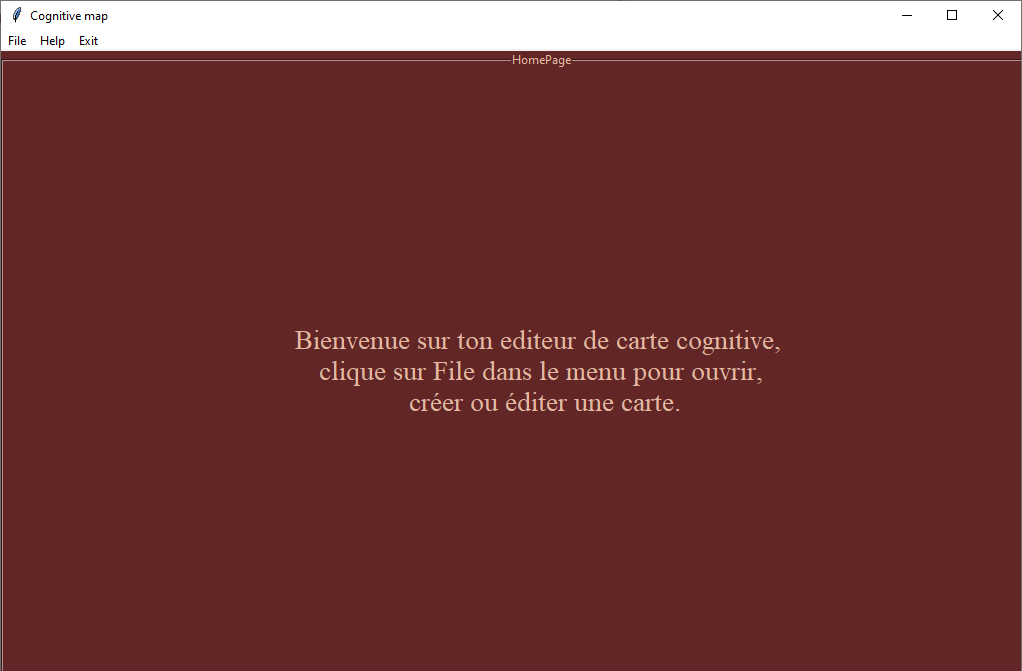 Cognitive map
File Help Exit
HomePage
Bienvenue sur ton editeur de carte cognitive,
clique sur File dans le menu pour ouvrir,
créer ou éditer une carte.